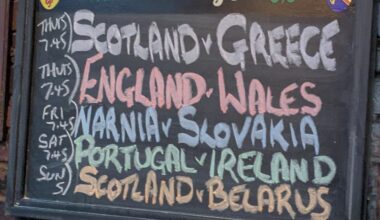 THURS 7.45 SCOTLAND V GREECE
THURS 7.45 ENGLAND V WALES
FRI 7.45 NARNIA V SLOVAKIA
SAT 7.45 PORTUGAL V IRELAND
SUN 5 SCOTLAND V BELARUS